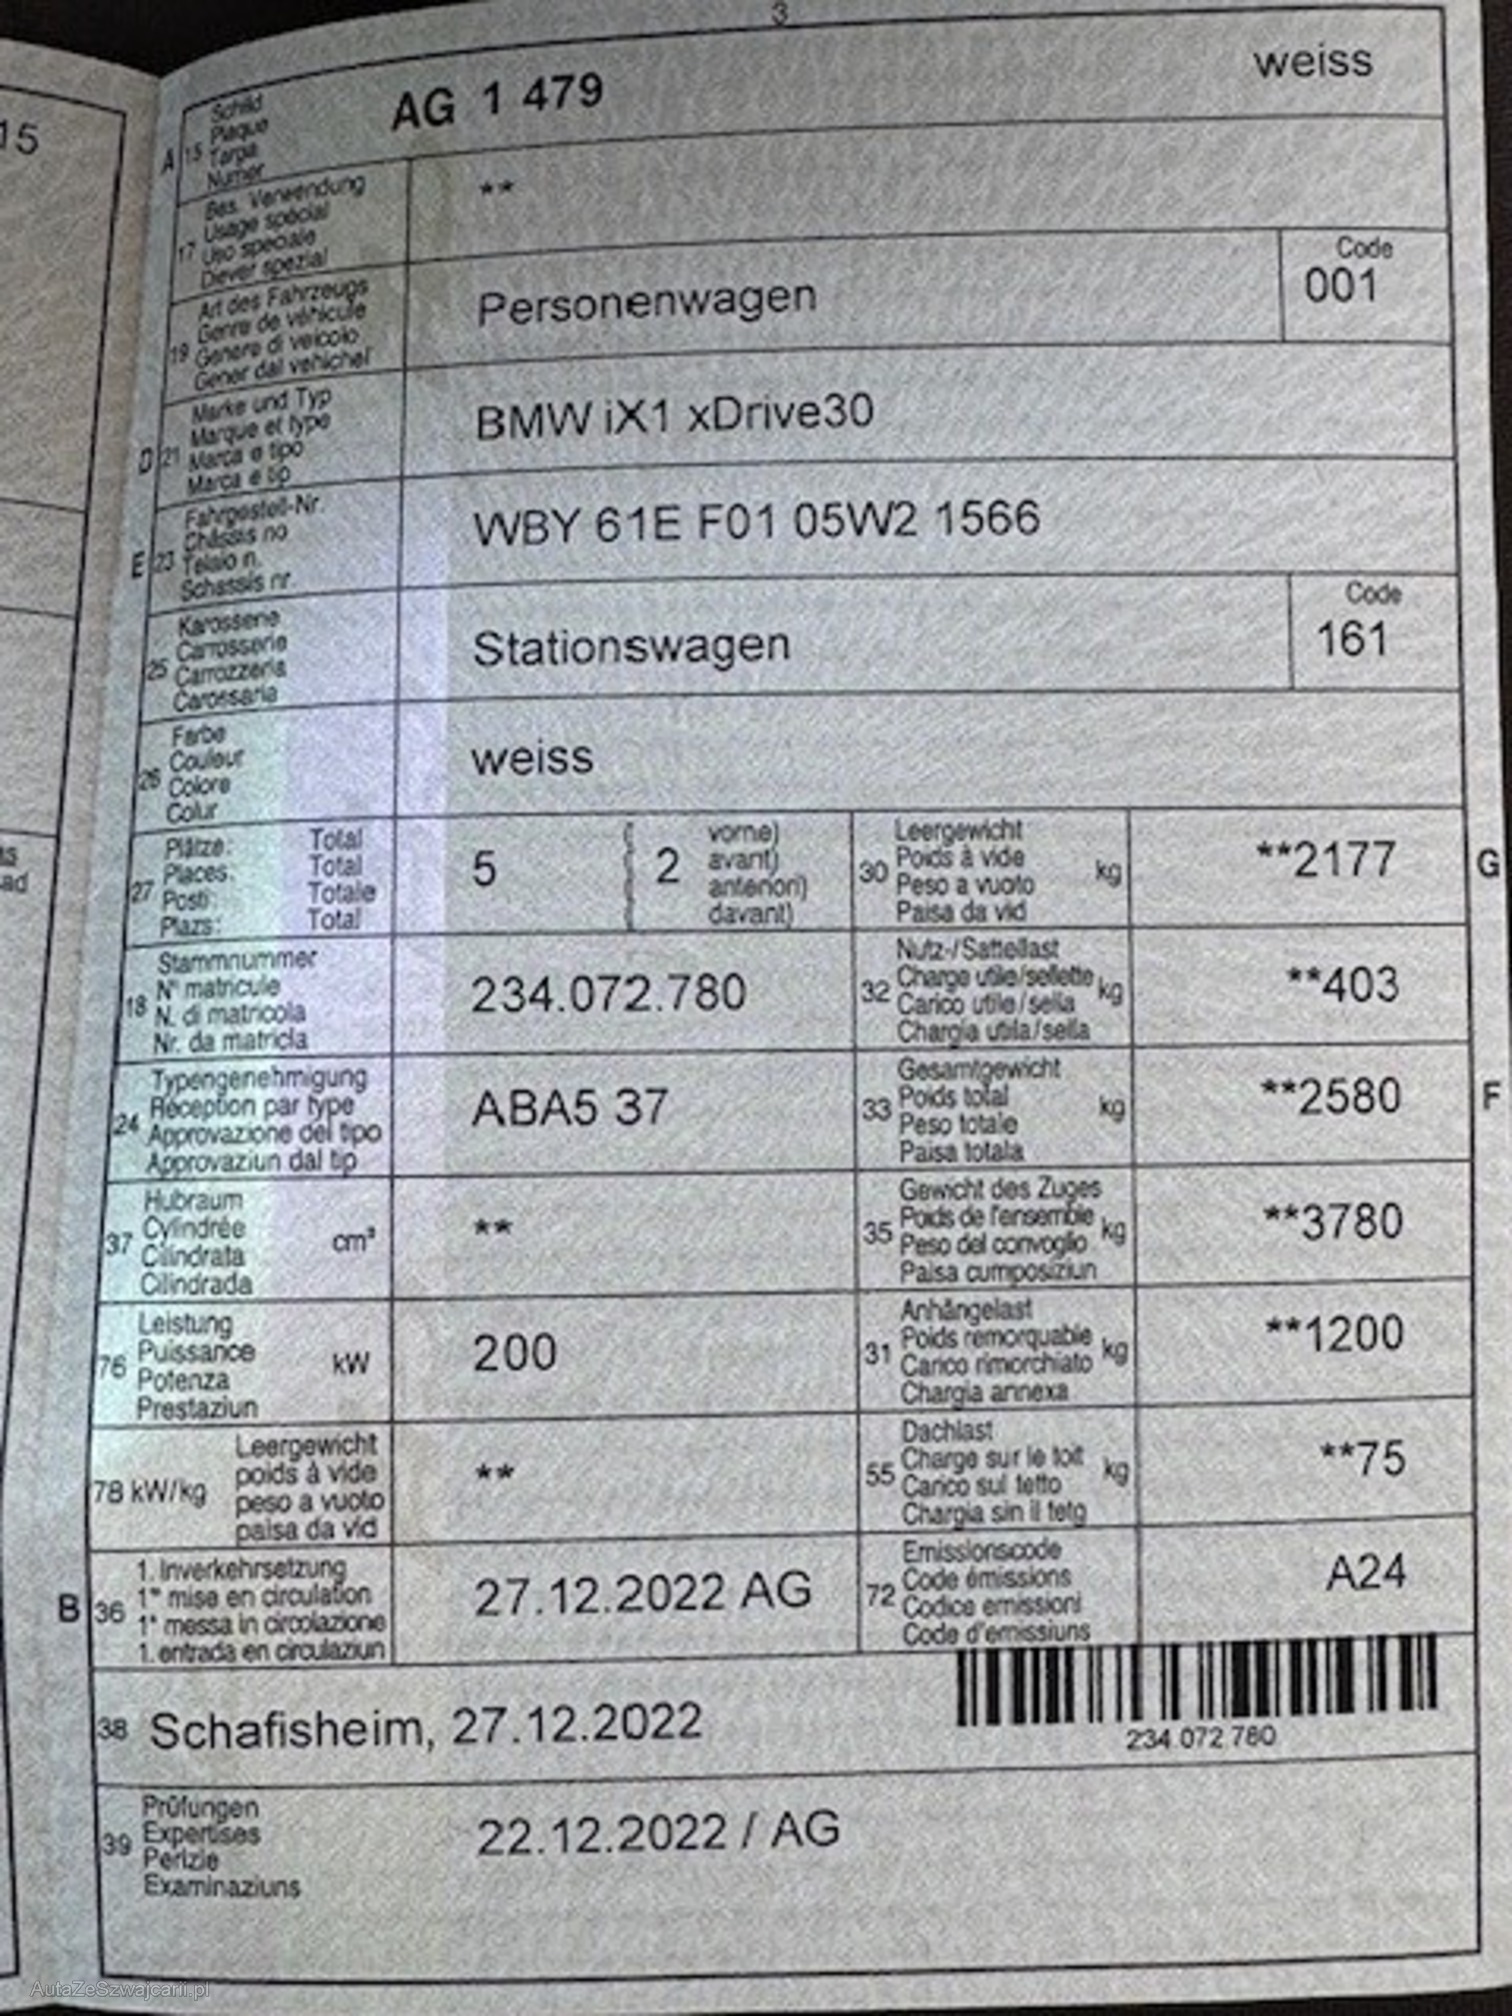 3
15
Schild
Plaque
Targa
Numer
A 15
AG 1 479
weiss
Bes. Verwendung
Usage spécial
Uso speciale
Diever spezial
17
**
Art des Fahrzeugs
Genre de véhicule
Genere di veicolo
Gener dal vehichel
19
Personenwagen
Code
001
Marke und Typ
Marque et type
Marca e tipo
Marca e tip
D 21
BMW iX1 xDrive30
Fahrgestell-Nr.
Châssis no
Telaio n.
Schassis nr.
E 23
WBY 61E F01 05W2 1566
Karosserie
Carrosserie
Carrozzeria
Carossaria
25
Stationswagen
Code
161
Farbe
Couleur
Colore
Colur
26
weiss
Plätze: Total
Places: Total
Posti: Totale
Plazs: Total
27
5 ( 2
vorne)
avant)
anteriori)
davant)
Leergewicht
Poids à vide
Peso a vuoto
Paisa da vid
30 kg
**2177
G
Stammnummer
N° matricule
N. di matricola
Nr. da matricla
18
234.072.780
Nutz-/Sattellast
Charge utile/sellette
Carico utile/sella
Chargia utila/sella
32 kg
**403
Typengenehmigung
Réception par type
Approvazione del tipo
Approvaziun dal tip
24
ABA5 37
Gesamtgewicht
Poids total
Peso totale
Paisa totala
33 kg
**2580
F
Hubraum
Cylindrée
Cilindrata
Cilindrada
37 cm³
**
Gewicht des Zuges
Poids de l'ensemble
Peso del convoglio
Paisa cumposiziun
35 kg
**3780
Leistung
Puissance
Potenza
Prestaziun
76 kW
200
Anhängelast
Poids remorquable
Carico rimorchiato
Chargia annexa
31 kg
**1200
78 kW/kg
Leergewicht
poids à vide
peso a vuoto
paisa da vid
**
Dachlast
Charge sur le toit
Carico sul tetto
Chargia sin il tetg
55 kg
**75
1. Inverkehrsetzung
1re mise en circulation
1a messa in circolazione
1. entrada en circulaziun
B 36
27.12.2022 AG
Emissionscode
Code émissions
Codice emissioni
Code d'emissiuns
72
A24
38 Schafisheim, 27.12.2022
234.072.780
Prüfungen
Expertises
Perizie
Examinaziuns
39
22.12.2022 / AG
AutaZeSzwajcarii.pl